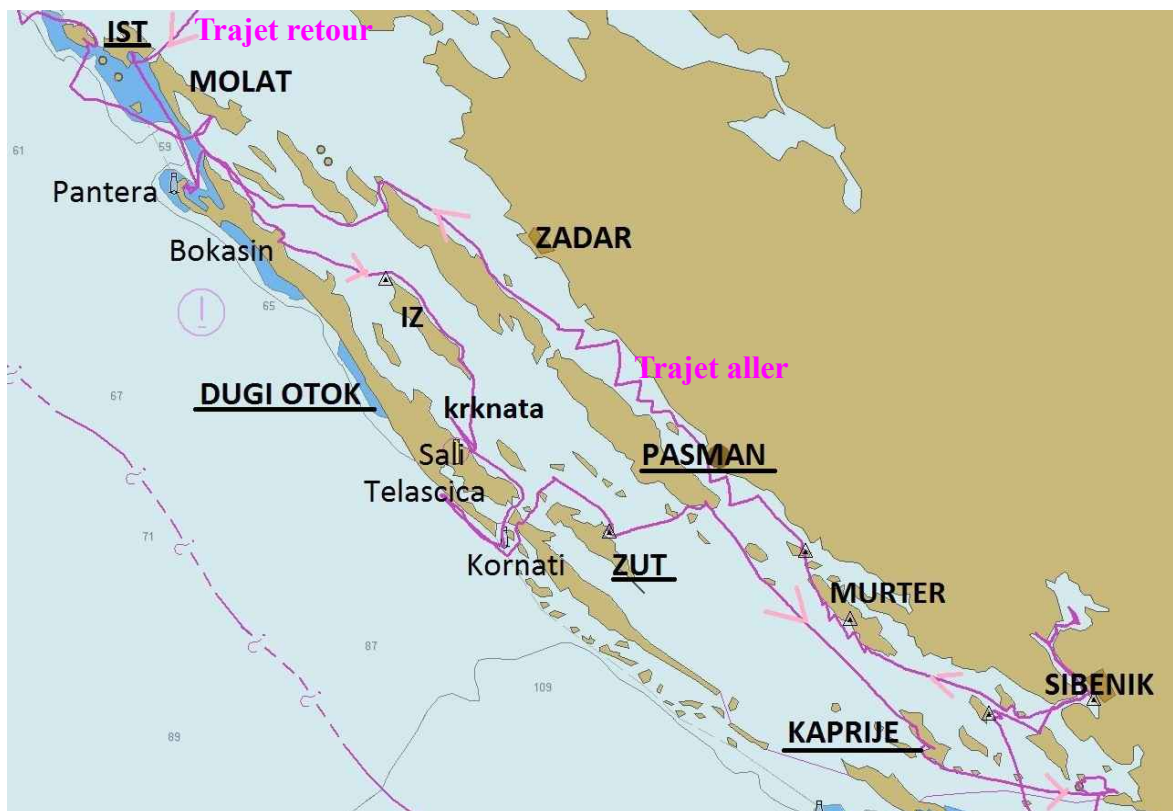 IST
Trajet retour
MOLAT
61
59
Pantera
ZADAR
Bokasin
65
IZ
Trajet aller
67
DUGI OTOK
krknata
Sali
PASMAN
Telascica
71
Kornati
ZUT
MURTER
87
109
SIBENIK
KAPRIJE
89